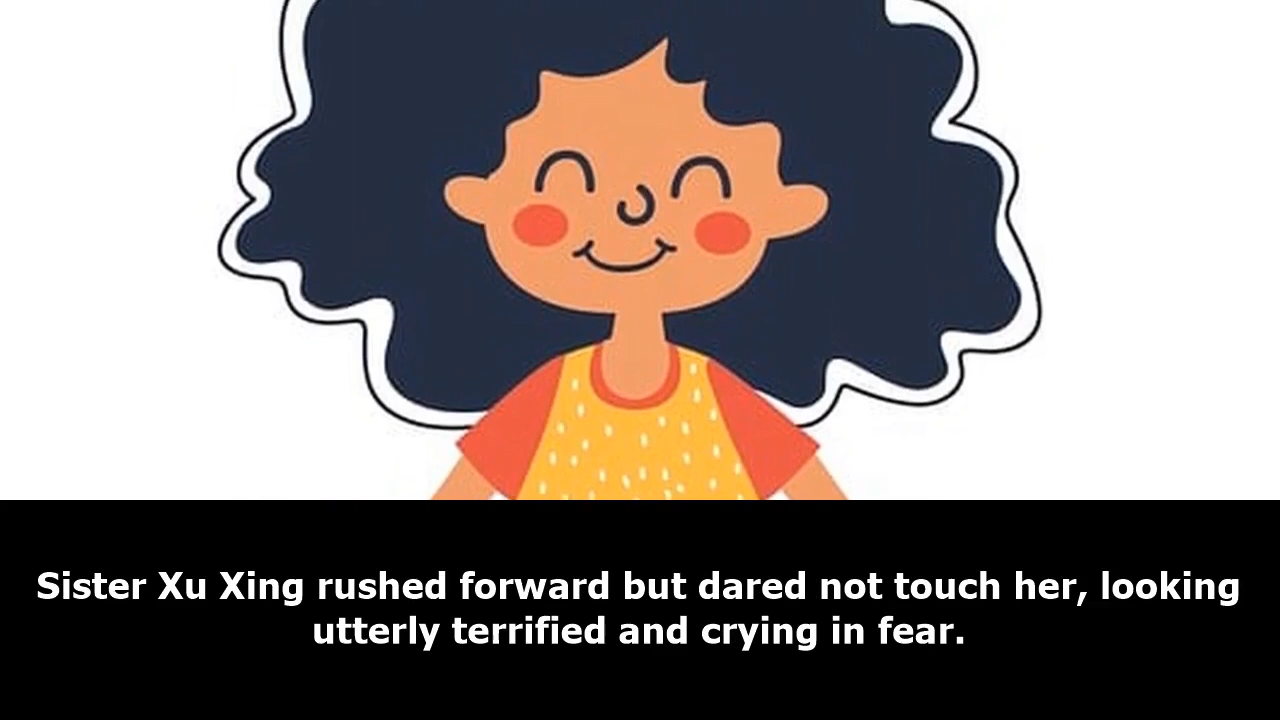 Sister Xu Xing rushed forward but dared not touch her, looking
utterly terrified and crying in fear.